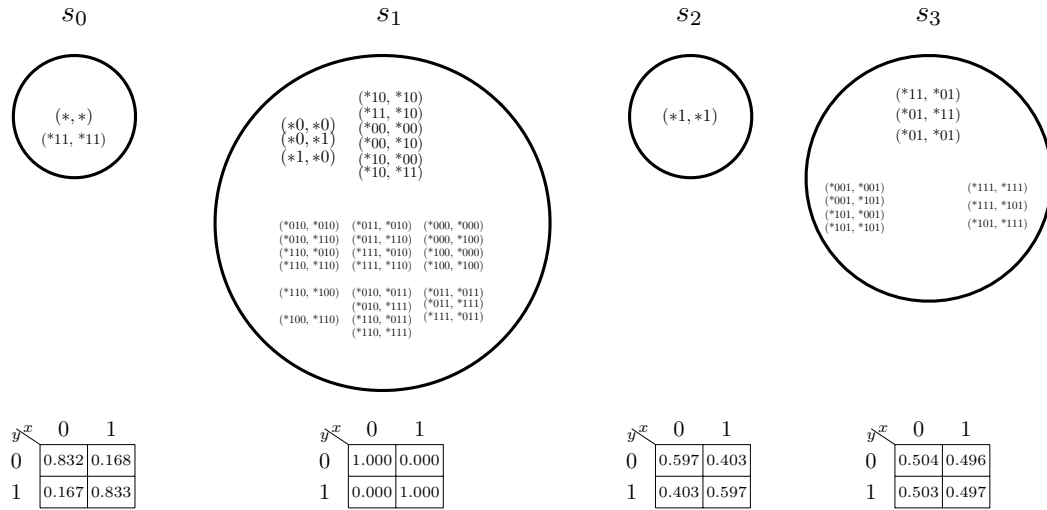 s_0 s_1 s_2 s_3
(∗, ∗)
(*11, *11)
(∗0, ∗0)
(∗0, ∗1)
(∗1, ∗0)
(*10, *10)
(*11, *10)
(*00, *00)
(*00, *10)
(*10, *00)
(*10, *11)
(*010, *010) (*011, *010) (*000, *000)
(*010, *110) (*011, *110) (*000, *100)
(*110, *010) (*111, *010) (*100, *000)
(*110, *110) (*111, *110) (*100, *100)
(*110, *100) (*010, *011) (*011, *011)
(*010, *111) (*011, *111)
(*100, *110) (*110, *011) (*111, *011)
(*110, *111)
(∗1, ∗1)
(*11, *01)
(*01, *11)
(*01, *01)
(*001, *001)
(*001, *101)
(*101, *001)
(*101, *101)
(*111, *111)
(*111, *101)
(*101, *111)
y x 0 1
0 0.832 0.168
1 0.167 0.833
y x 0 1
0 1.000 0.000
1 0.000 1.000
y x 0 1
0 0.597 0.403
1 0.403 0.597
y x 0 1
0 0.504 0.496
1 0.503 0.497